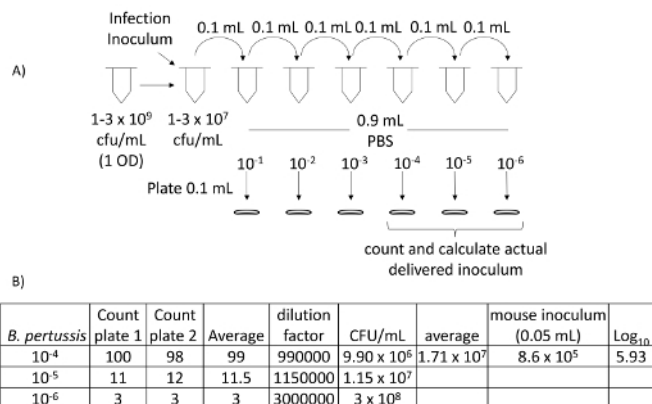 Infection
Inoculum
0.1 mL 0.1 mL 0.1 mL 0.1 mL 0.1 mL 0.1 mL
A)
1-3 x 10⁹ 1-3 x 10⁷ 0.9 mL
cfu/mL cfu/mL PBS
(1 OD)
10⁻¹ 10⁻² 10⁻³ 10⁻⁴ 10⁻⁵ 10⁻⁶
Plate 0.1 mL
count and calculate actual
delivered inoculum
B)
B. pertussis Count plate 1 Count plate 2 Average dilution factor CFU/mL average mouse inoculum (0.05 mL) Log₁₀
10⁻⁴ 100 98 99 990000 9.90 x 10⁶ 1.71 x 10⁷ 8.6 x 10⁵ 5.93
10⁻⁵ 11 12 11.5 1150000 1.15 x 10⁷
10⁻⁶ 3 3 3 3000000 3 x 10⁸